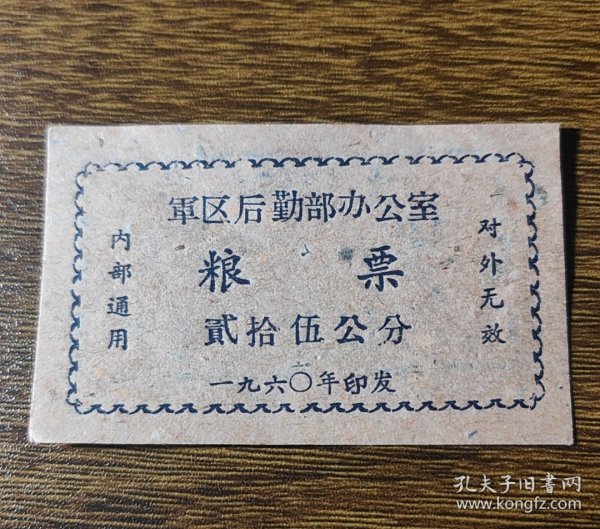 軍区后勤部办公室
粮票
貳拾伍公分
一九六〇年印发
内部通用
对外无效
孔夫子旧书网
www.kongfz.com